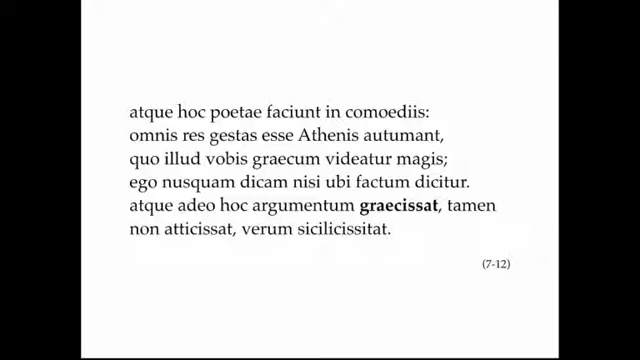 atque hoc poetae faciunt in comoediis:
omnis res gestas esse Athenis autumant,
quo illud vobis graecum videatur magis;
ego nusquam dicam nisi ubi factum dicitur.
atque adeo hoc argumentum graecissat, tamen
non atticissat, verum sicilicissitat.
(7-12)